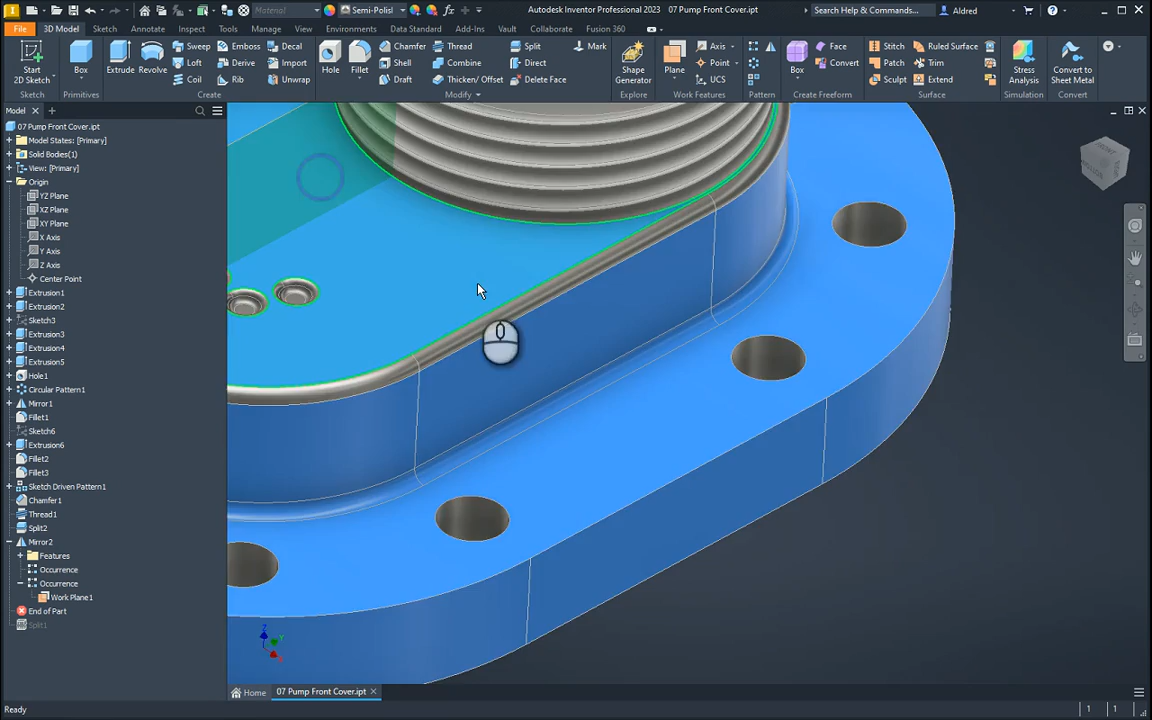 Material
Semi-Polisl
Autodesk Inventor Professional 2023 07 Pump Front Cover.ipt
Search Help & Commands...
Aldred
File 3D Model Sketch Annotate Inspect Tools Manage View Environments Data Standard Add-Ins Vault Collaborate Fusion 360
Start
2D Sketch
Box
Extrude
Revolve
Sweep
Loft
Coil
Emboss
Derive
Rib
Decal
Import
Unwrap
Hole
Fillet
Chamfer
Shell
Draft
Thread
Combine
Thicken/ Offset
Split
Direct
Delete Face
Mark
Shape
Generator
Plane
Axis
Point
UCS
Box
Face
Convert
Stitch
Patch
Sculpt
Ruled Surface
Trim
Extend
Stress
Analysis
Convert to
Sheet Metal
Sketch Primitives Create Modify Explore Work Features Pattern Create Freeform Surface Simulation Convert
Model
07 Pump Front Cover.ipt
Model States: [Primary]
Solid Bodies(1)
View: [Primary]
Origin
YZ Plane
XZ Plane
XY Plane
X Axis
Y Axis
Z Axis
Center Point
Extrusion1
Extrusion2
Sketch3
Extrusion3
Extrusion4
Extrusion5
Hole1
Circular Pattern1
Mirror1
Fillet1
Sketch6
Extrusion6
Fillet2
Fillet3
Sketch Driven Pattern1
Chamfer1
Thread1
Split2
Mirror2
Features
Occurrence
Occurrence
Work Plane1
End of Part
Split1
Home 07 Pump Front Cover.ipt
Ready
1 1